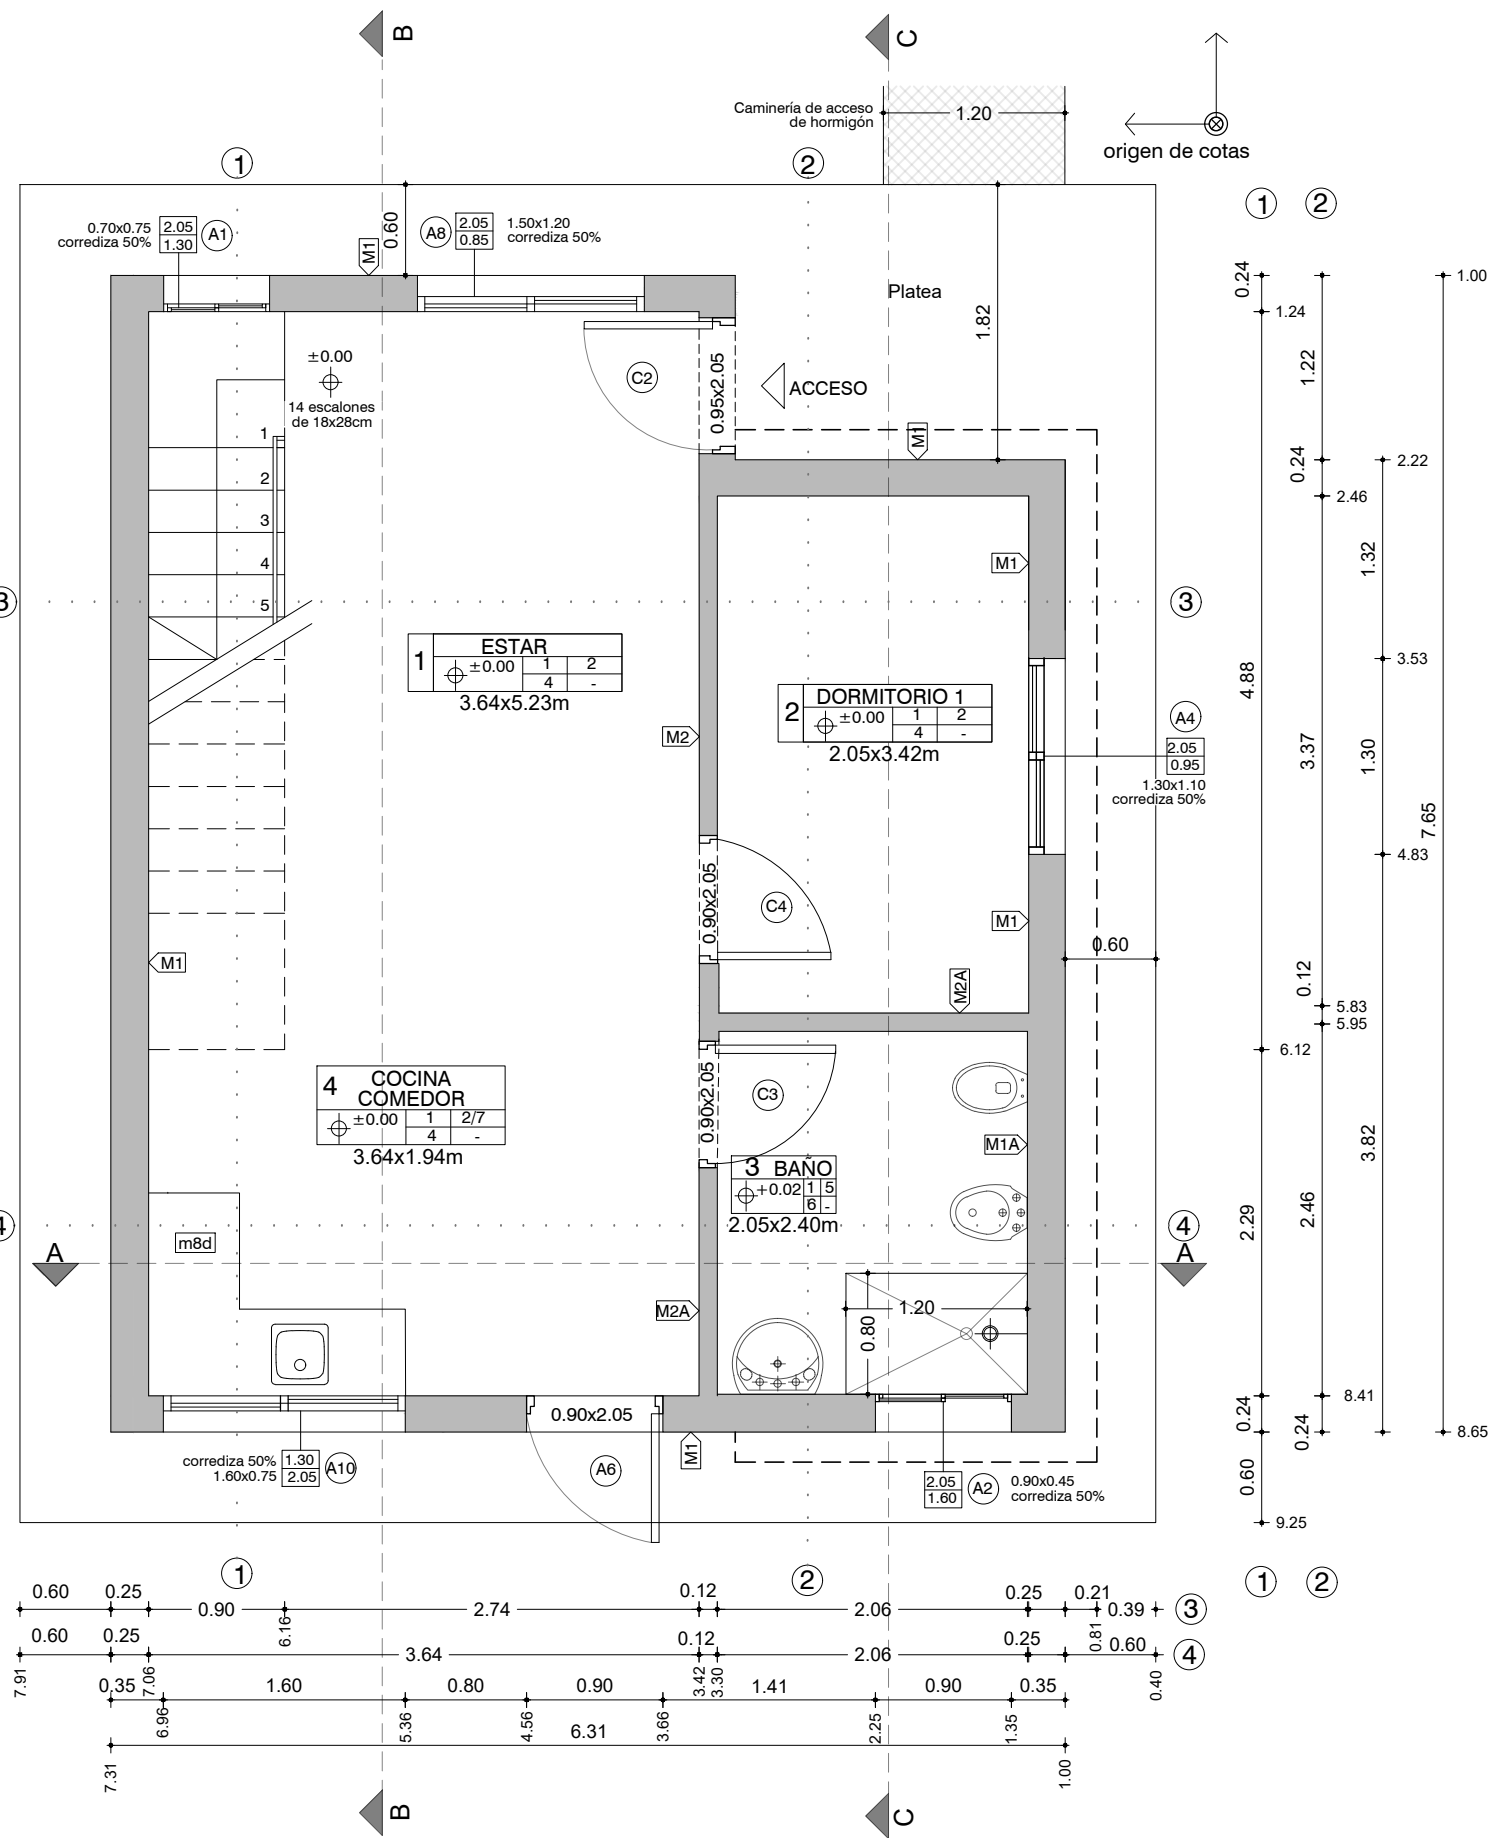 B
C
Caminería de acceso
de hormigón
1.20
origen de cotas
1
2
1
2
0.70x0.75
corrediza 50%
2.05
1.30
A1
M1
0.60
A8
2.05
0.85
1.50x1.20
corrediza 50%
Platea
1.82
0.24
1.00
1.24
±0.00
14 escalones
de 18x28cm
C2
0.95x2.05
ACCESO
1.22
M1
0.24
2.22
2.46
1
2
3
4
5
M1
1.32
3
3
1
ESTAR
±0.00
1
2
4
-
3.64x5.23m
4.88
3.53
2
DORMITORIO 1
±0.00
1
2
4
-
2.05x3.42m
M2
A4
2.05
0.95
1.30x1.10
corrediza 50%
3.37
1.30
7.65
4.83
0.90x2.05
C4
M1
M1
0.60
M2A
0.12
5.83
5.95
6.12
4
COCINA
COMEDOR
±0.00
1
2/7
4
-
3.64x1.94m
0.90x2.05
C3
M1A
3.82
3
BAÑO
+0.02
1
5
6
-
2.05x2.40m
2.29
2.46
4
4
A
A
m8d
M2A
1.20
0.80
0.90x2.05
8.41
0.24
0.24
8.65
corrediza 50%
1.60x0.75
1.30
2.05
A10
A6
M1
2.05
1.60
A2
0.90x0.45
corrediza 50%
0.60
9.25
1
2
1
2
0.60
0.25
0.90
2.74
0.12
2.06
0.25
0.21
0.39
3
6.16
0.81
0.60
0.25
3.64
0.12
2.06
0.25
0.60
4
7.91
7.06
3.42
3.30
0.40
0.35
1.60
0.80
0.90
1.41
0.90
0.35
6.96
5.36
4.56
3.66
2.25
1.35
6.31
7.31
1.00
B
C